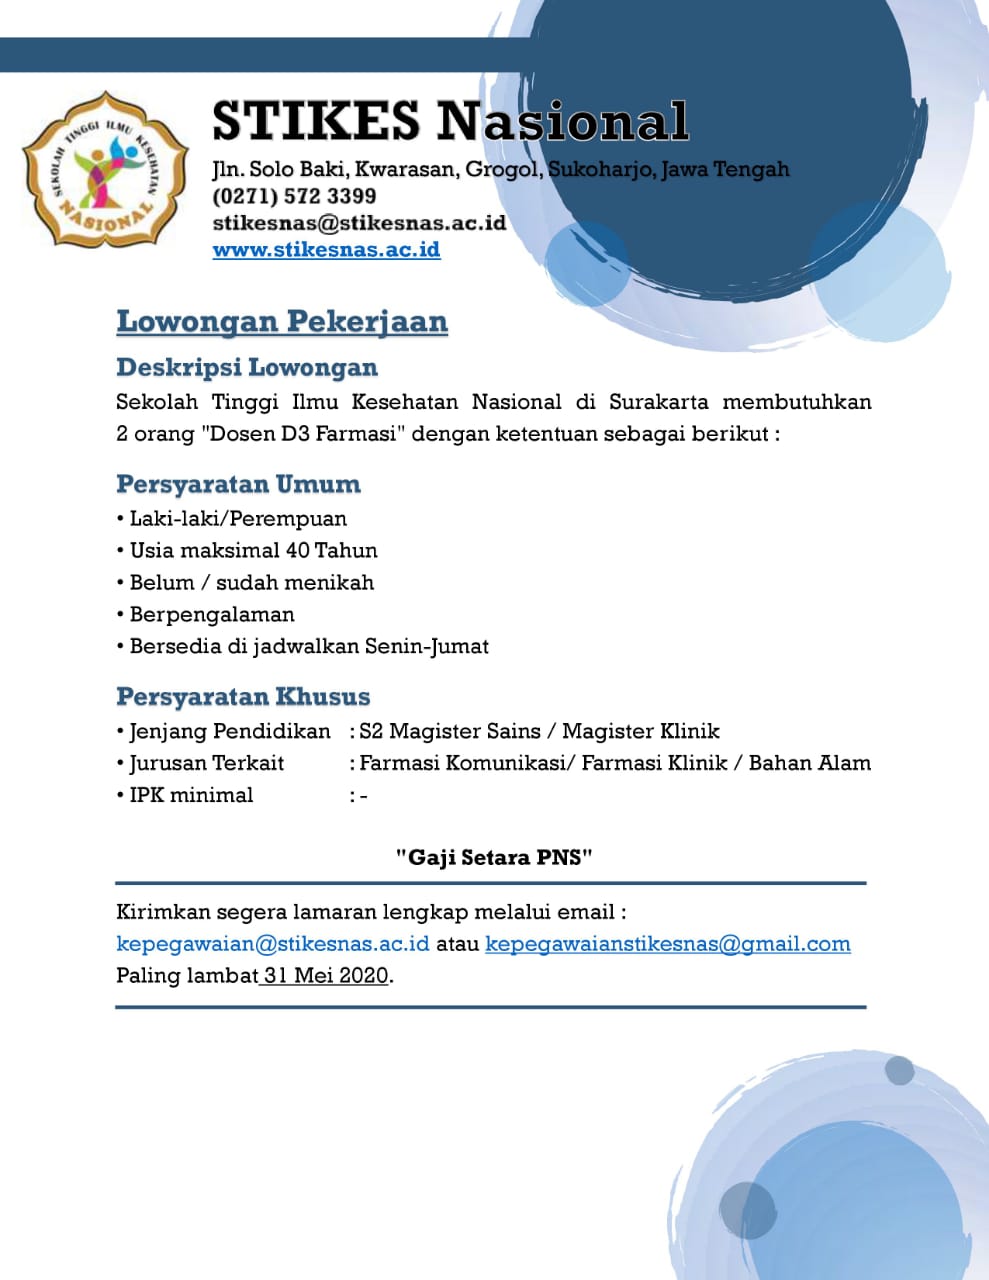 SEKOLAH TINGGI ILMU KESEHATAN
NASIONAL
STIKES Nasional
Jln. Solo Baki, Kwarasan, Grogol, Sukoharjo, Jawa Tengah
(0271) 572 3399
stikesnas@stikesnas.ac.id
www.stikesnas.ac.id
Lowongan Pekerjaan
Deskripsi Lowongan
Sekolah Tinggi Ilmu Kesehatan Nasional di Surakarta membutuhkan
2 orang "Dosen D3 Farmasi" dengan ketentuan sebagai berikut :
Persyaratan Umum
• Laki-laki/Perempuan
• Usia maksimal 40 Tahun
• Belum / sudah menikah
• Berpengalaman
• Bersedia di jadwalkan Senin-Jumat
Persyaratan Khusus
• Jenjang Pendidikan : S2 Magister Sains / Magister Klinik
• Jurusan Terkait : Farmasi Komunikasi/ Farmasi Klinik / Bahan Alam
• IPK minimal : -
"Gaji Setara PNS"
Kirimkan segera lamaran lengkap melalui email :
kepegawaian@stikesnas.ac.id atau kepegawaianstikesnas@gmail.com
Paling lambat 31 Mei 2020.